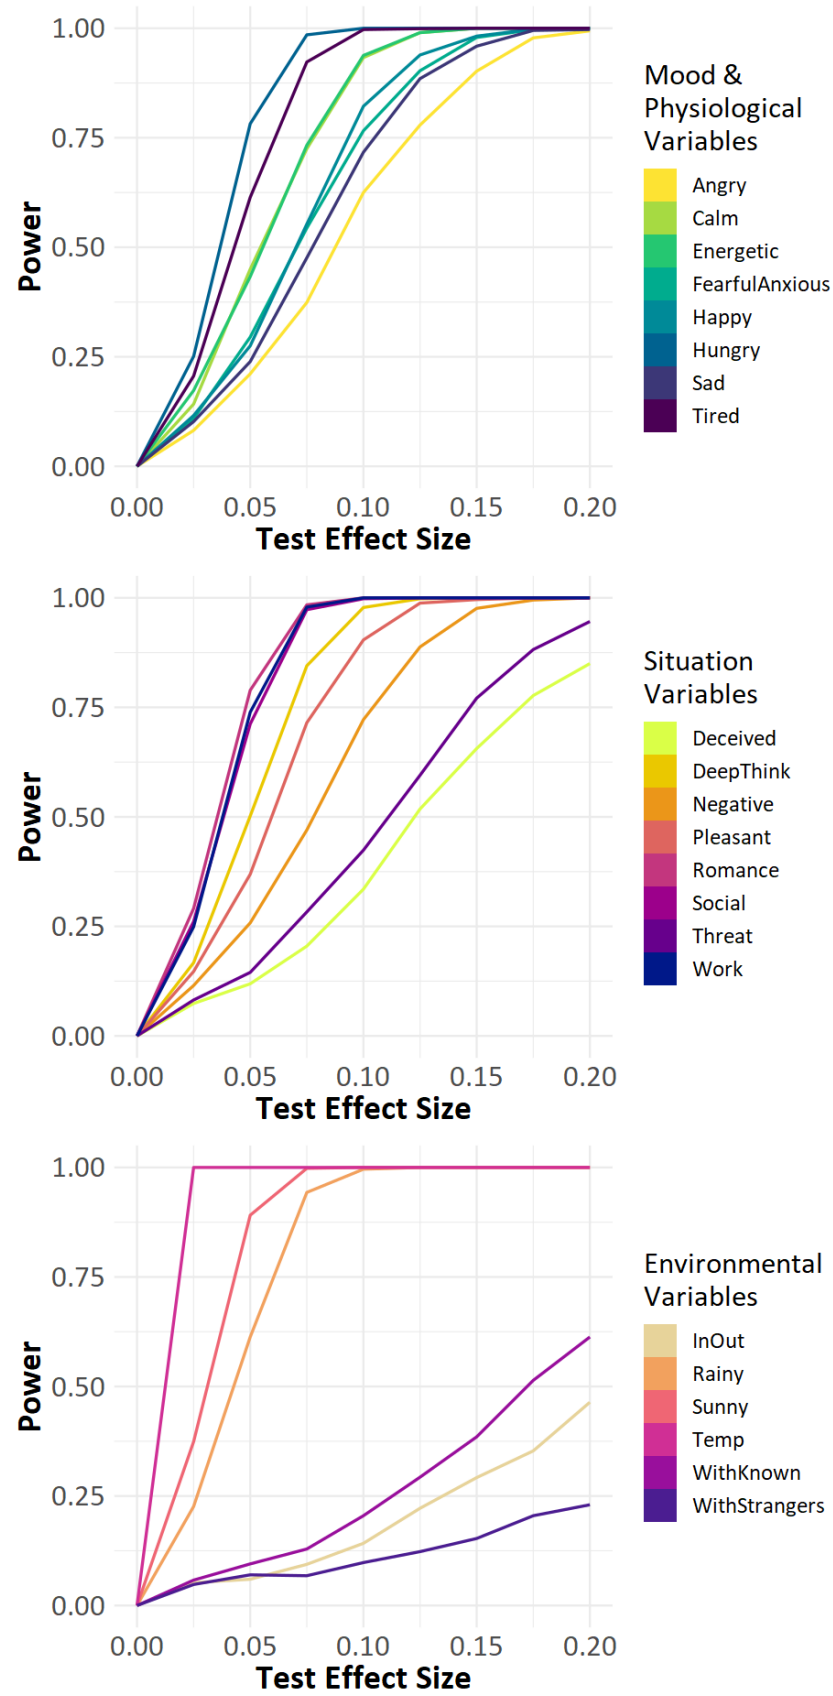 1.00
0.75
0.50
0.25
0.00
Power
0.00 0.05 0.10 0.15 0.20
Test Effect Size
Mood &
Physiological
Variables
Angry
Calm
Energetic
FearfulAnxious
Happy
Hungry
Sad
Tired
1.00
0.75
0.50
0.25
0.00
Power
0.00 0.05 0.10 0.15 0.20
Test Effect Size
Situation
Variables
Deceived
DeepThink
Negative
Pleasant
Romance
Social
Threat
Work
1.00
0.75
0.50
0.25
0.00
Power
0.00 0.05 0.10 0.15 0.20
Test Effect Size
Environmental
Variables
InOut
Rainy
Sunny
Temp
WithKnown
WithStrangers